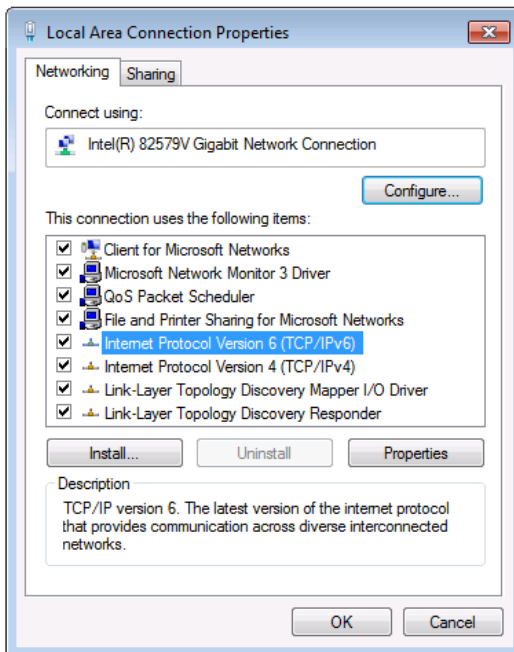 Local Area Connection Properties
Networking
Sharing
Connect using:
Intel(R) 82579V Gigabit Network Connection
Configure...
This connection uses the following items:
Client for Microsoft Networks
Microsoft Network Monitor 3 Driver
QoS Packet Scheduler
File and Printer Sharing for Microsoft Networks
Internet Protocol Version 6 (TCP/IPv6)
Internet Protocol Version 4 (TCP/IPv4)
Link-Layer Topology Discovery Mapper I/O Driver
Link-Layer Topology Discovery Responder
Install...
Uninstall
Properties
Description
TCP/IP version 6. The latest version of the internet protocol
that provides communication across diverse interconnected
networks.
OK
Cancel